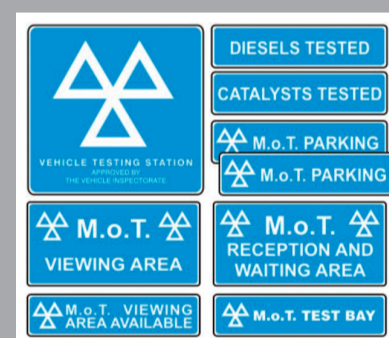 VEHICLE TESTING STATION
APPROVED BY
THE VEHICLE INSPECTORATE
DIESELS TESTED
CATALYSTS TESTED
M.o.T. PARKING
M.o.T. PARKING
M.o.T.
VIEWING AREA
M.o.T.
RECEPTION AND
WAITING AREA
M.o.T. VIEWING
AREA AVAILABLE
M.o.T. TEST BAY